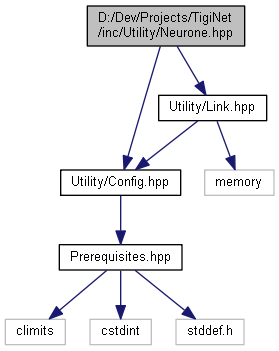 D:/Dev/Projects/TigiNet
/inc/Utility/Neurone.hpp
Utility/Link.hpp
Utility/Config.hpp
memory
Prerequisites.hpp
climits
cstdint
stddef.h